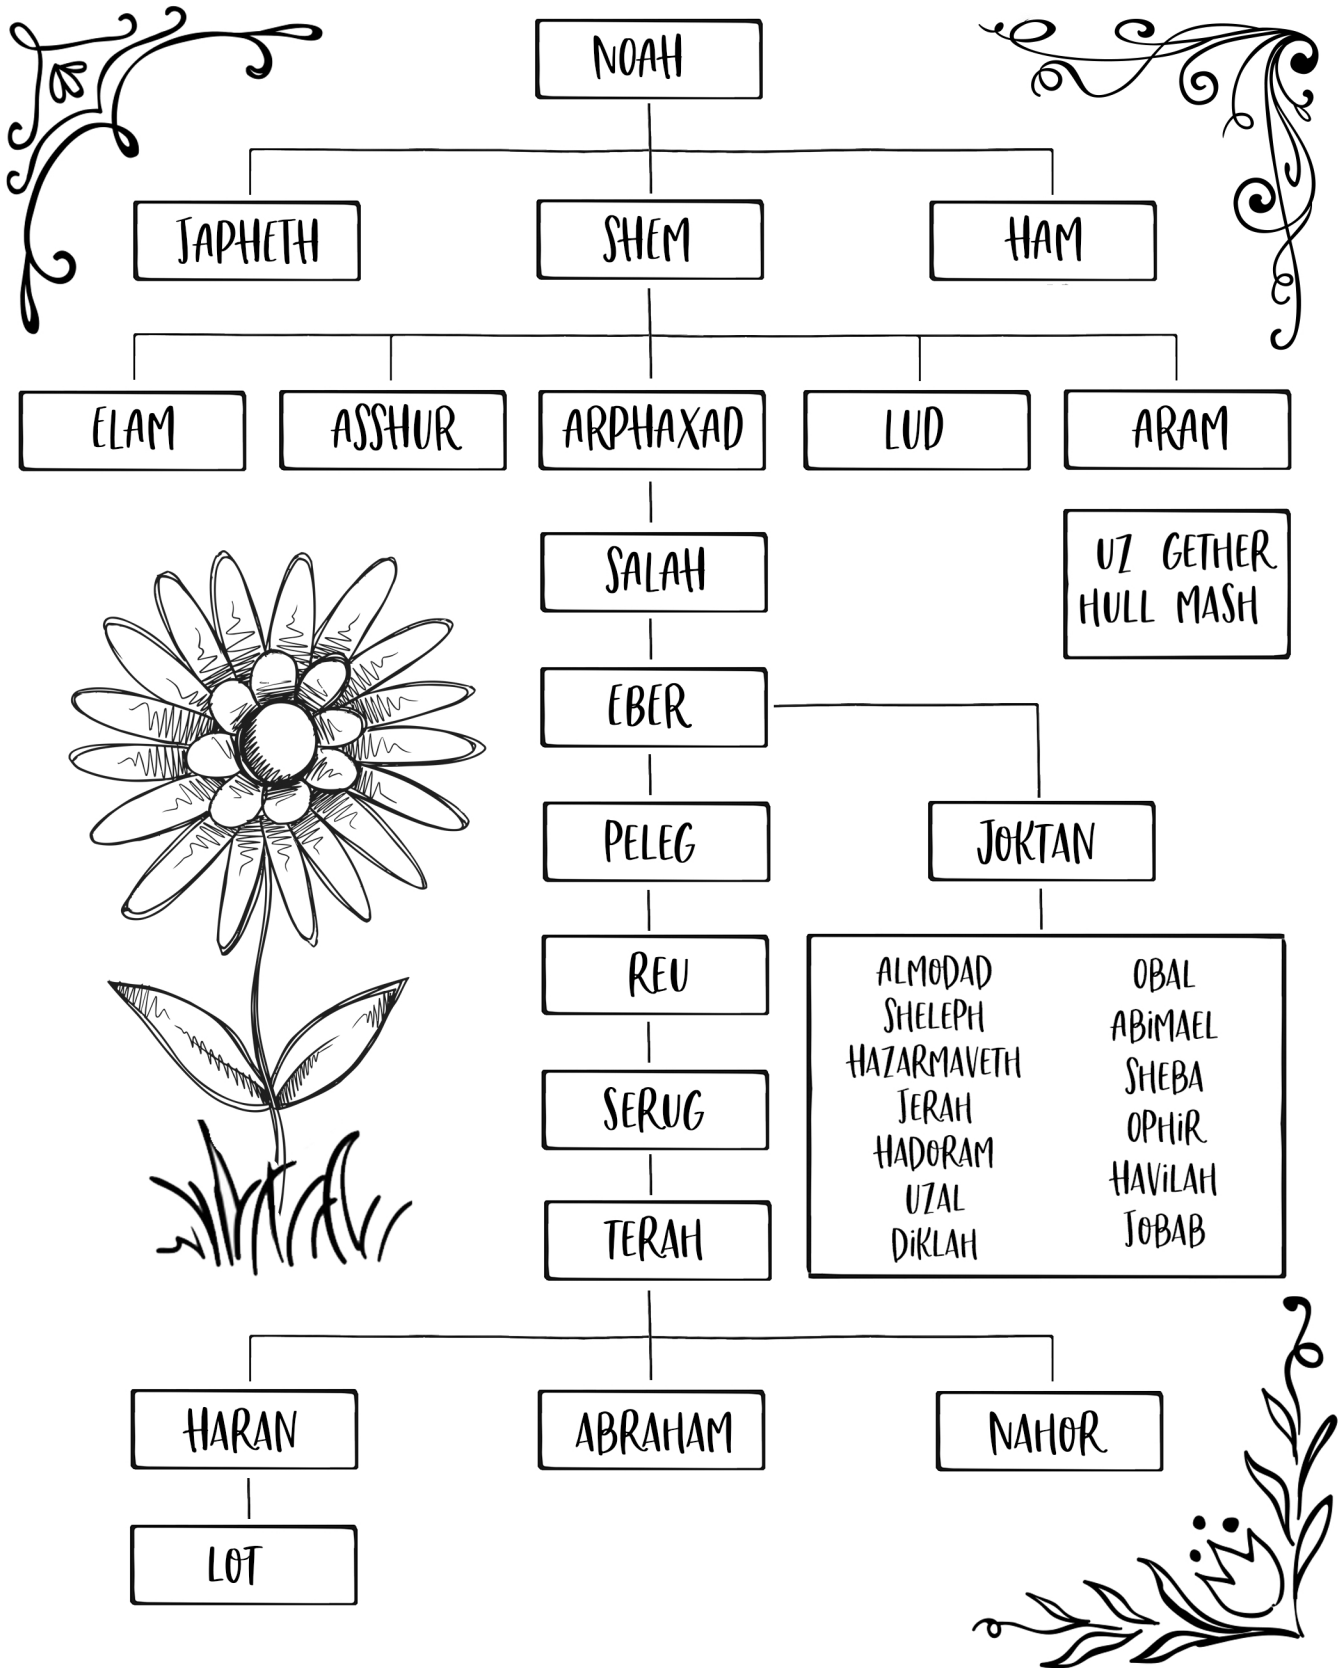 NOAH
JAPHETH SHEM HAM
ELAM ASSHUR ARPHAXAD LUD ARAM
SALAH
UZ GETHER
HULL MASH
EBER
PELEG JOKTAN
REU
ALMODAD
SHELEPH
HAZARMAVETH
JERAH
HADORAM
UZAL
DiKLAH
OBAL
ABiMAEL
SHEBA
OPHiR
HAViLAH
JOBAB
SERUG
TERAH
HARAN ABRAHAM NAHOR
LOT